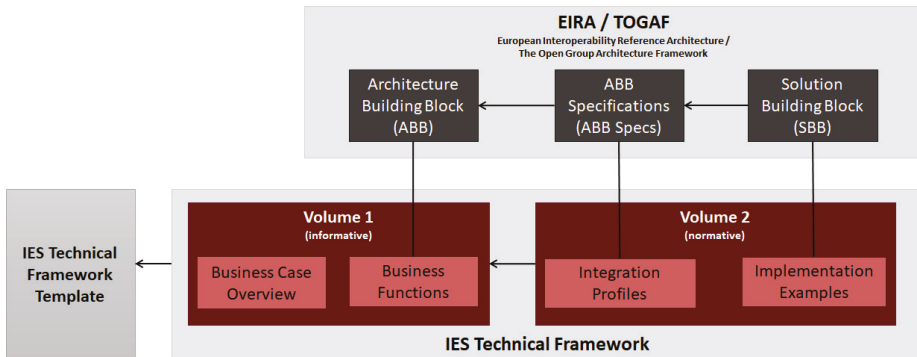 EIRA / TOGAF
European Interoperability Reference Architecture /
The Open Group Architecture Framework
Architecture
Building Block
(ABB)
ABB
Specifications
(ABB Specs)
Solution
Building Block
(SBB)
IES Technical
Framework
Template
Volume 1
(informative)
Business Case
Overview
Business
Functions
Volume 2
(normative)
Integration
Profiles
Implementation
Examples
IES Technical Framework